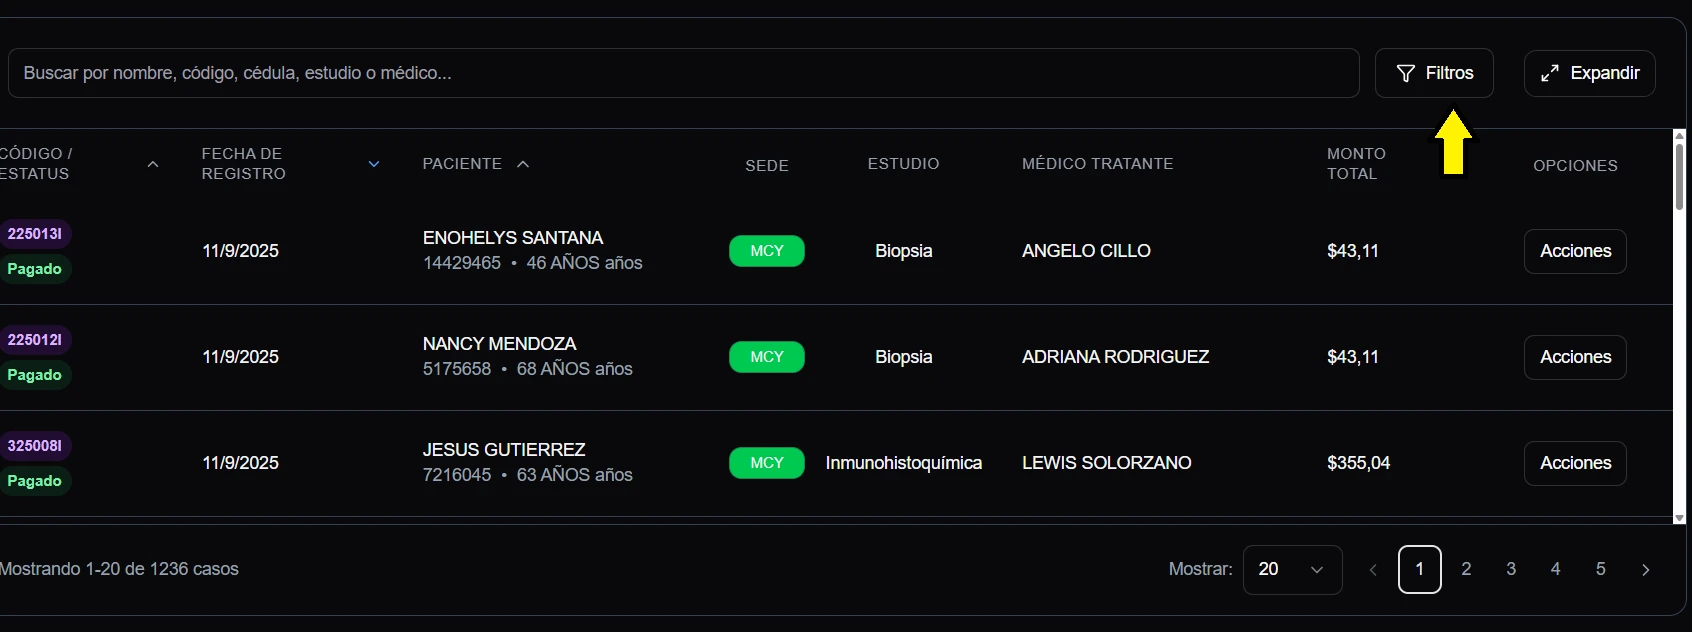 Buscar por nombre, código, cédula, estudio o médico...
Filtros
Expandir
CÓDIGO /
ESTATUS
FECHA DE
REGISTRO
PACIENTE
SEDE
ESTUDIO
MÉDICO TRATANTE
MONTO
TOTAL
OPCIONES
225013I
Pagado
11/9/2025
ENOHELYS SANTANA
14429465 • 46 AÑOS años
MCY
Biopsia
ANGELO CILLO
$43,11
Acciones
225012I
Pagado
11/9/2025
NANCY MENDOZA
5175658 • 68 AÑOS años
MCY
Biopsia
ADRIANA RODRIGUEZ
$43,11
Acciones
325008I
Pagado
11/9/2025
JESUS GUTIERREZ
7216045 • 63 AÑOS años
MCY
Inmunohistoquímica
LEWIS SOLORZANO
$355,04
Acciones
Mostrando 1-20 de 1236 casos
Mostrar:
20
1
2
3
4
5